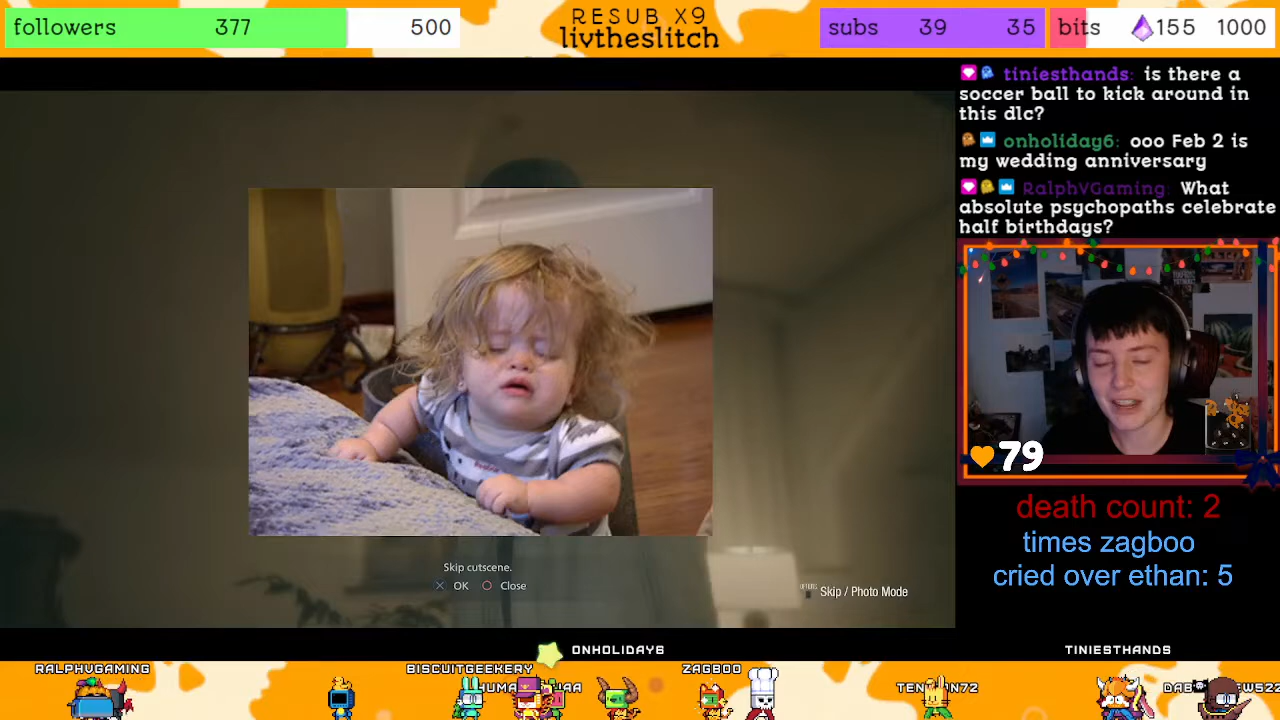 followers 377 500
RESUB X9
livtheslitch
subs 39 35
bits 155 1000
tiniesthands: is there a
soccer ball to kick around in
this dlc?
onholiday6: ooo Feb 2 is
my wedding anniversary
RalphVGaming: What
absolute psychopaths celebrate
half birthdays?
79
death count: 2
times zagboo
cried over ethan: 5
Skip cutscene.
OK Close
OPTIONS Skip / Photo Mode
ONHOLIDAY6
TINIESTHANDS
RALPHVGAMING
BISCUITGEEKERY
ZAGBOO